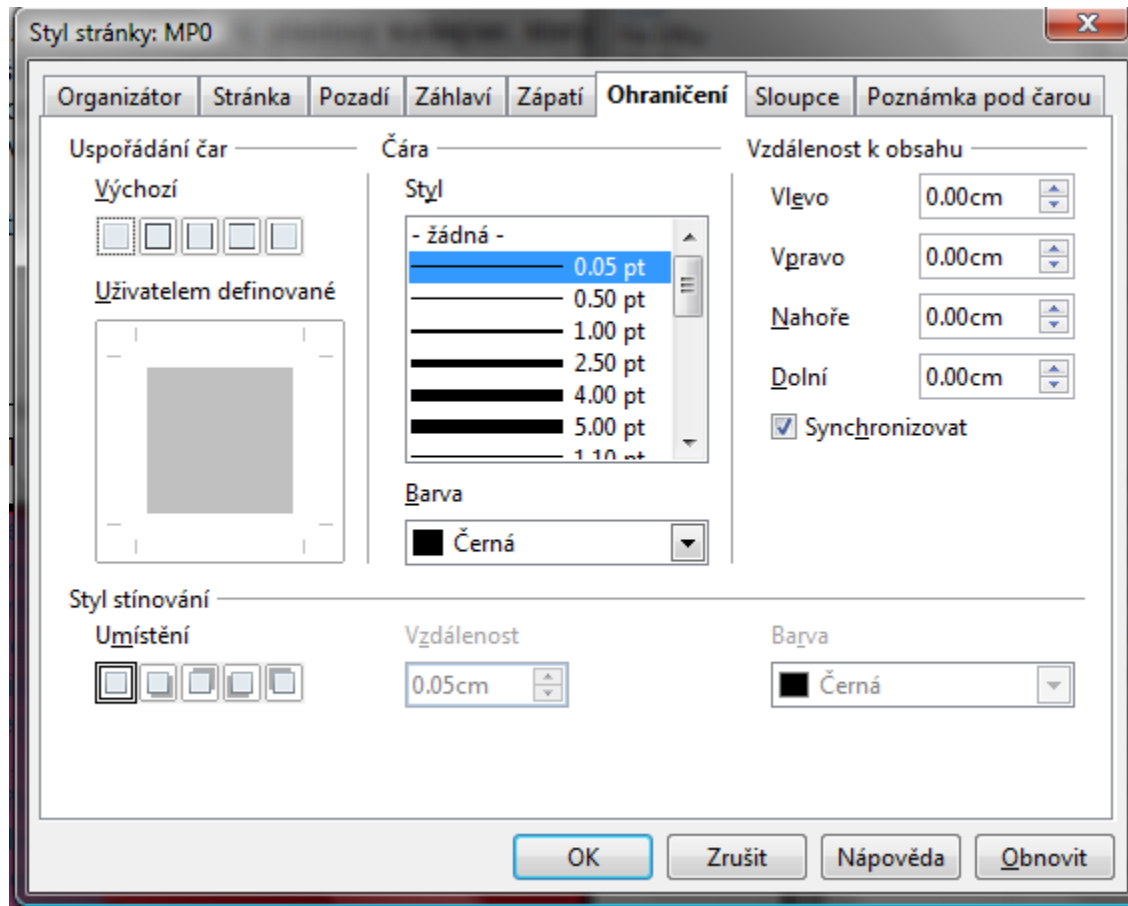 Styl stránky: MP0
Organizátor Stránka Pozadí Záhlaví Zápatí Ohraničení Sloupce Poznámka pod čarou
Uspořádání čar
Výchozí
Uživatelem definované
Čára
Styl
- žádná -
0.05 pt
0.50 pt
1.00 pt
2.50 pt
4.00 pt
5.00 pt
1.10 pt
Barva
Černá
Vzdálenost k obsahu
Vlevo 0.00cm
Vpravo 0.00cm
Nahoře 0.00cm
Dolní 0.00cm
Synchronizovat
Styl stínování
Umístění
Vzdálenost
0.05cm
Barva
Černá
OK Zrušit Nápověda Obnovit